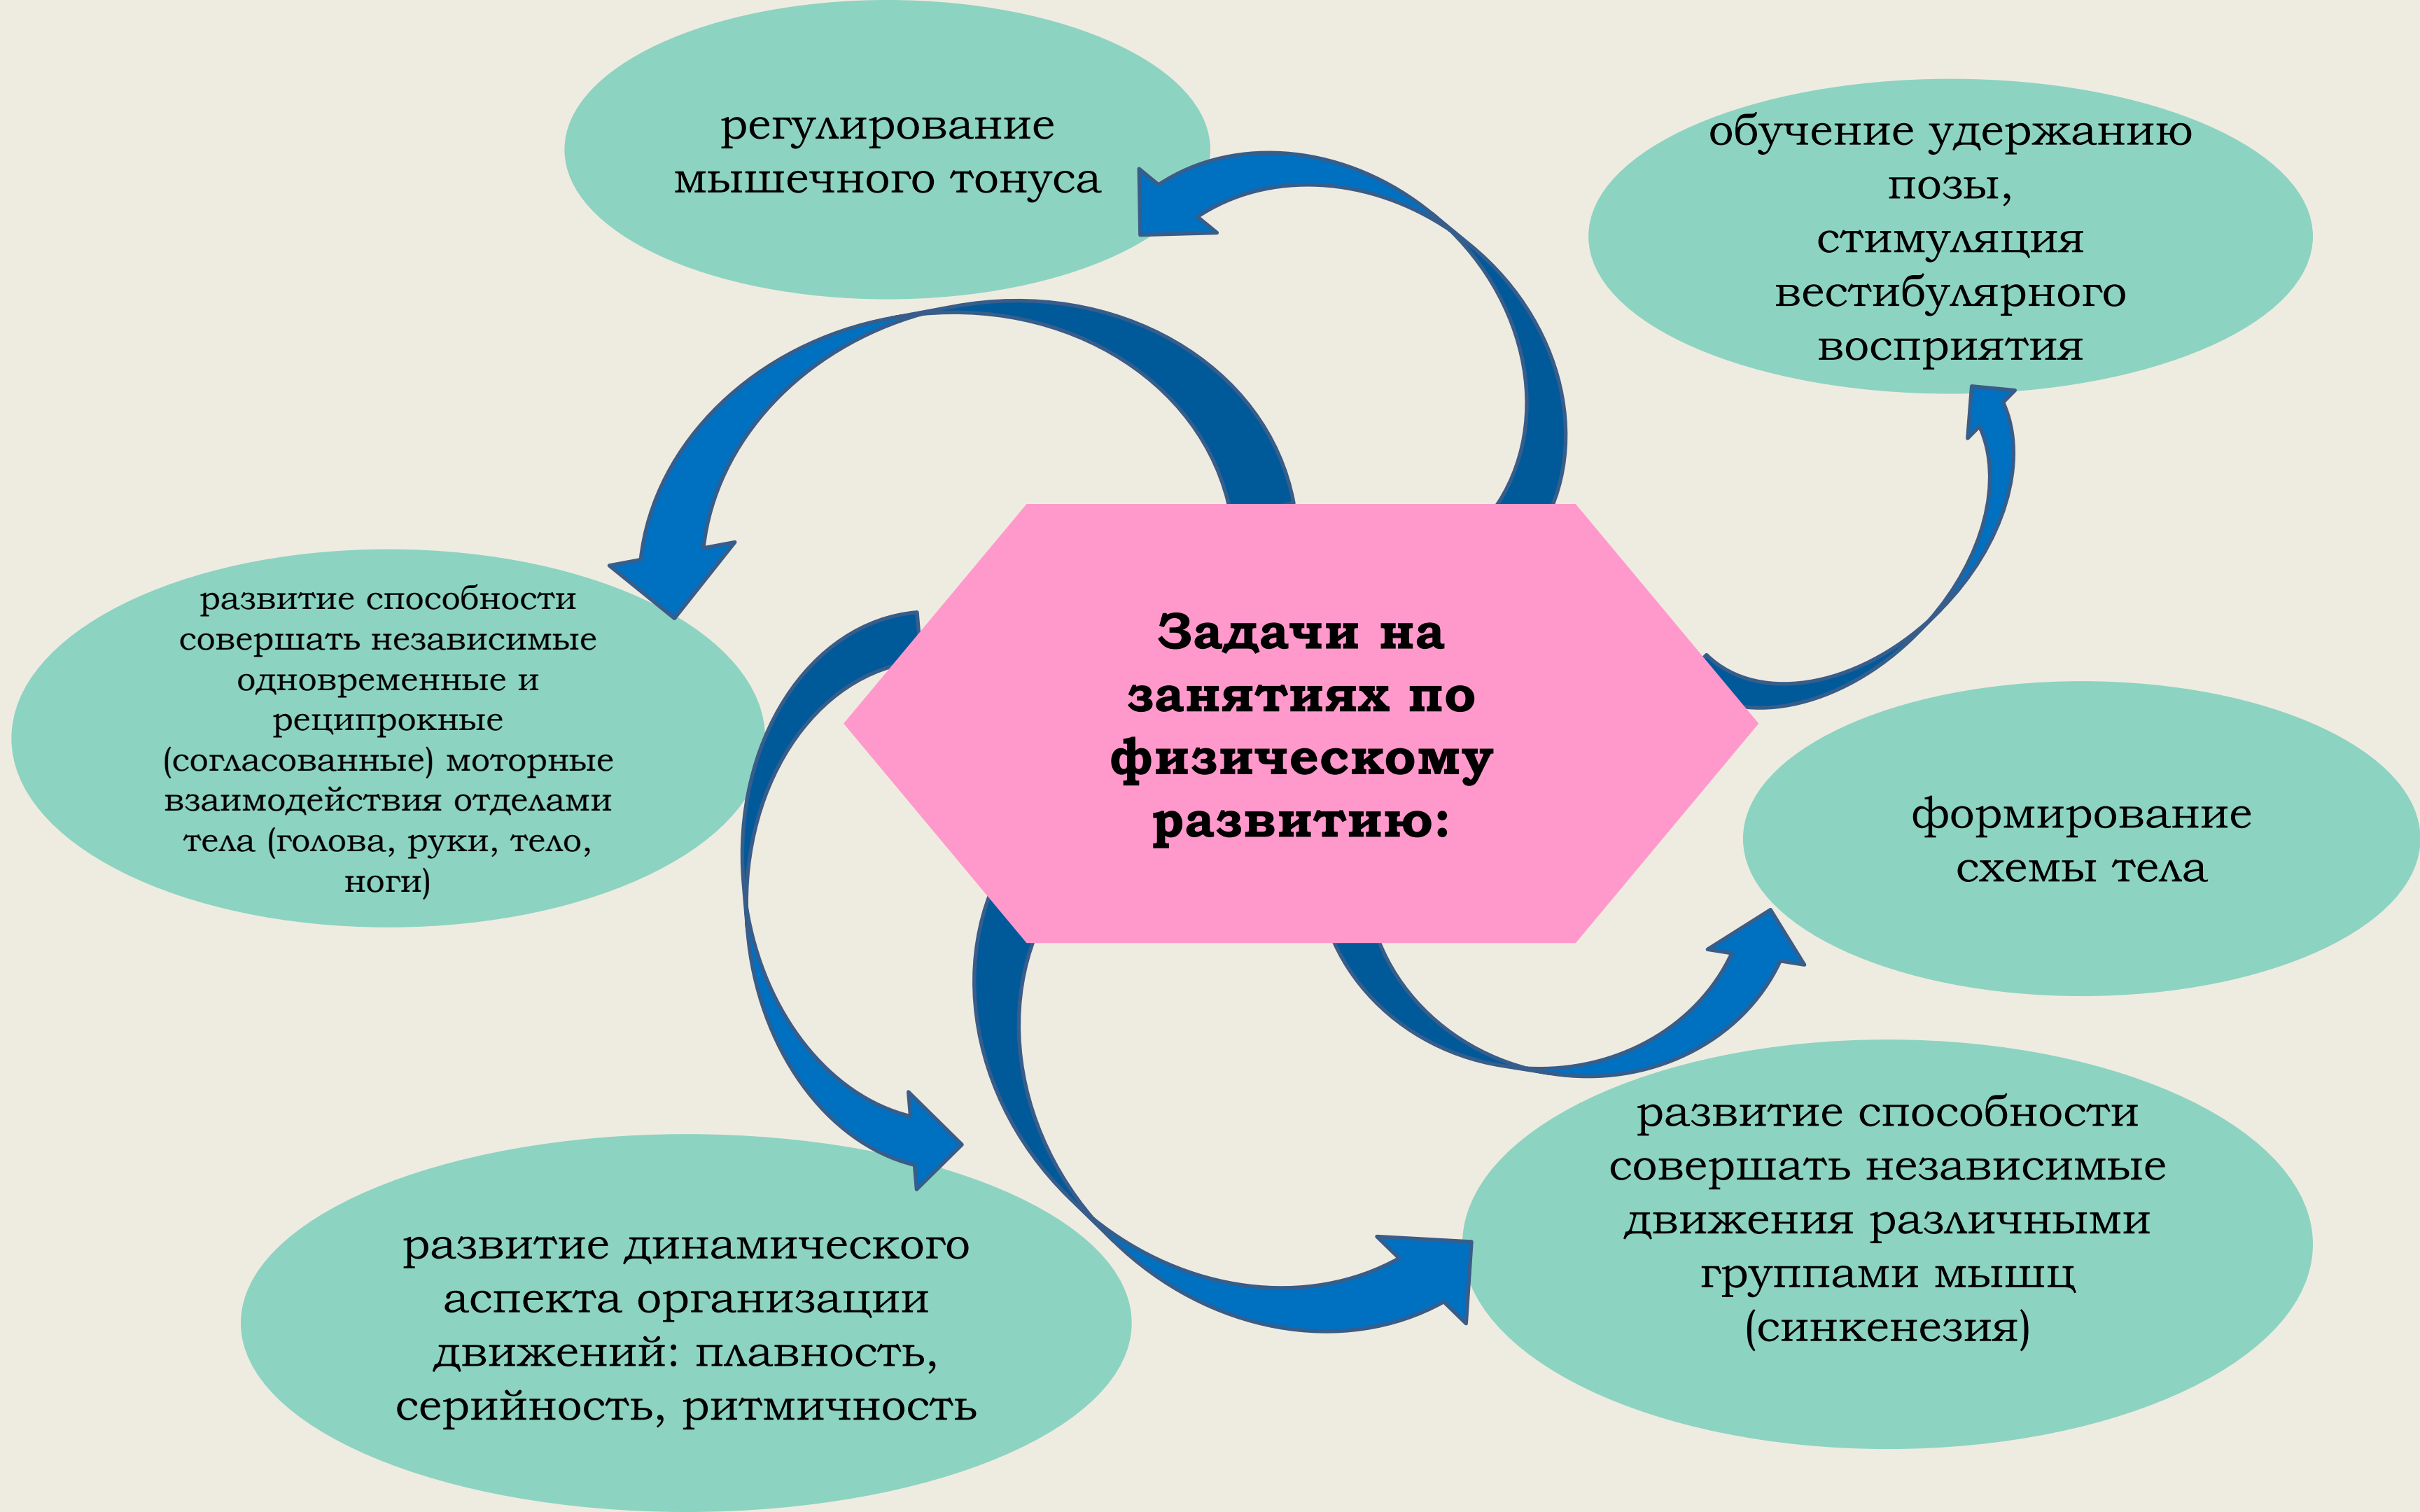 регулирование
мышечного тонуса
обучение удержанию
позы,
стимуляция
вестибулярного
восприятия
развитие способности
совершать независимые
одновременные и
реципрокные
(согласованные) моторные
взаимодействия отделами
тела (голова, руки, тело,
ноги)
Задачи на
занятиях по
физическому
развитию:
формирование
схемы тела
развитие способности
совершать независимые
движения различными
группами мышц
(синкенезия)
развитие динамического
аспекта организации
движений: плавность,
серийность, ритмичность